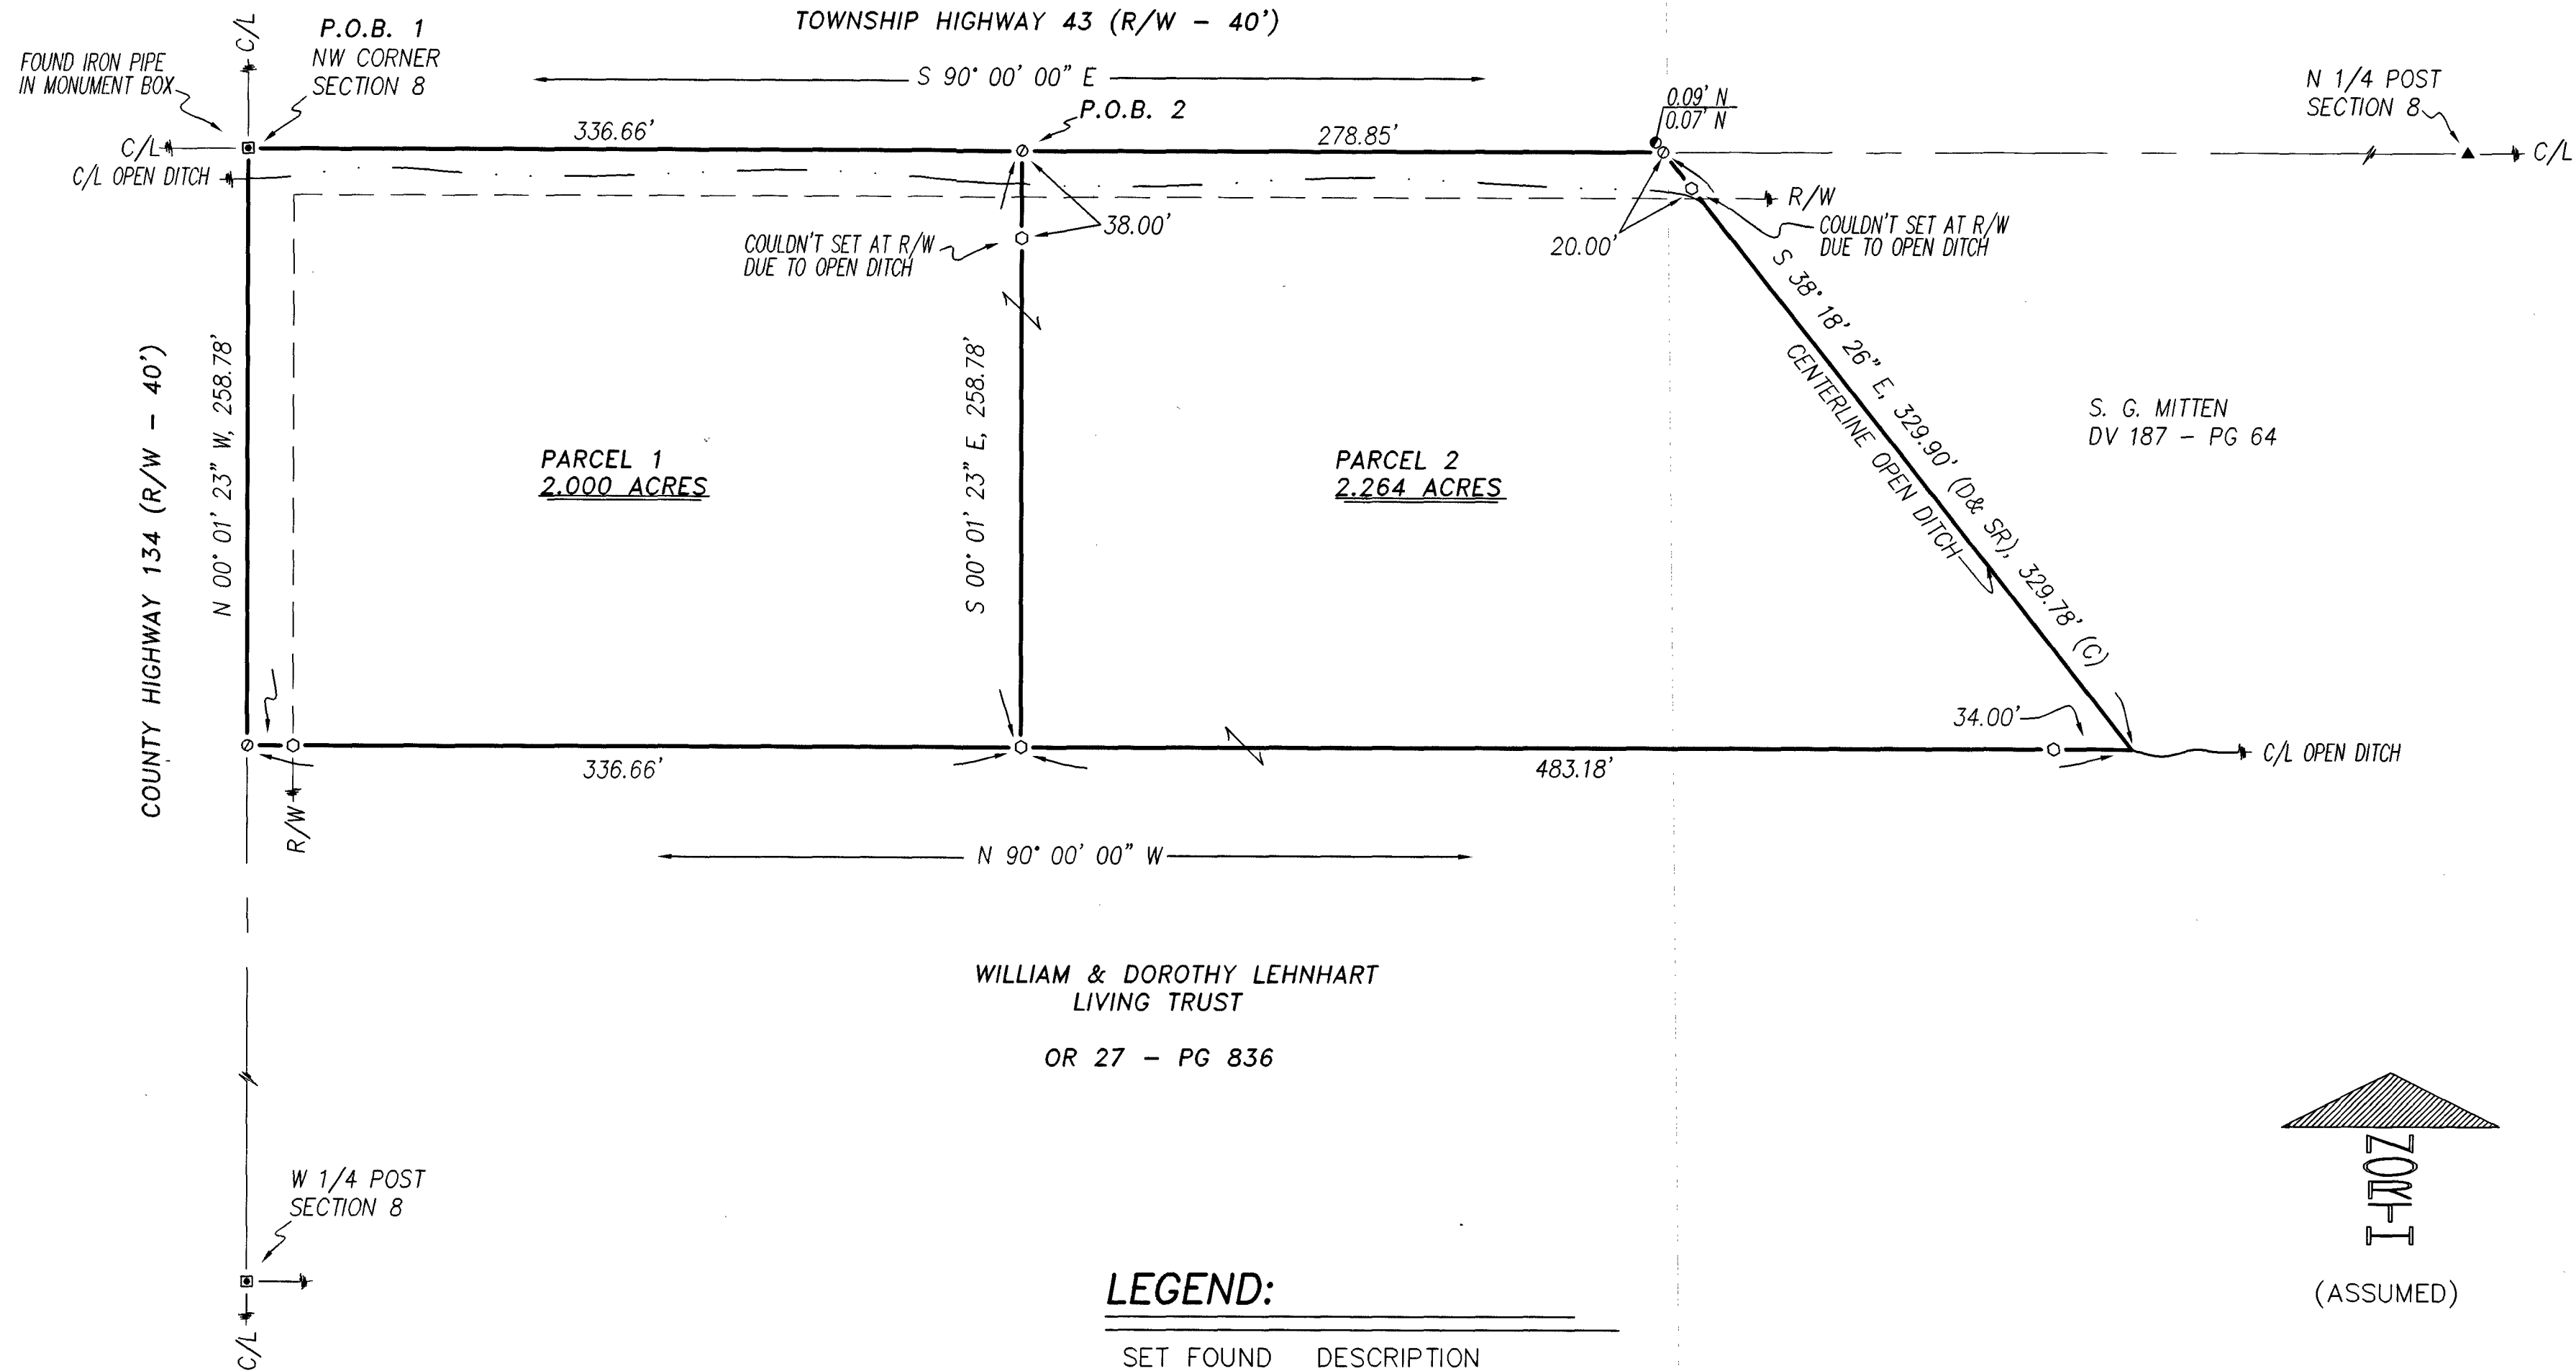 TOWNSHIP HIGHWAY 43 (R/W - 40')
C/L
P.O.B. 1
NW CORNER
SECTION 8
FOUND IRON PIPE
IN MONUMENT BOX
S 90° 00' 00" E
P.O.B. 2
0.09' N
0.07' N
N 1/4 POST
SECTION 8
C/L
336.66'
278.85'
C/L
C/L OPEN DITCH
R/W
38.00'
COULDN'T SET AT R/W
DUE TO OPEN DITCH
20.00'
COULDN'T SET AT R/W
DUE TO OPEN DITCH
COUNTY HIGHWAY 134 (R/W - 40')
N 00° 01' 23" W, 258.78'
S 00° 01' 23" E, 258.78'
S 38° 18' 26" E, 329.90' (D& SR), 329.78' (C)
CENTERLINE OPEN DITCH
S. G. MITTEN
DV 187 - PG 64
PARCEL 1
2.000 ACRES
PARCEL 2
2.264 ACRES
34.00'
C/L OPEN DITCH
336.66'
483.18'
R/W
N 90° 00' 00" W
WILLIAM & DOROTHY LEHNHART
LIVING TRUST
OR 27 - PG 836
W 1/4 POST
SECTION 8
C/L
NORTH
(ASSUMED)
LEGEND:
SET FOUND DESCRIPTION